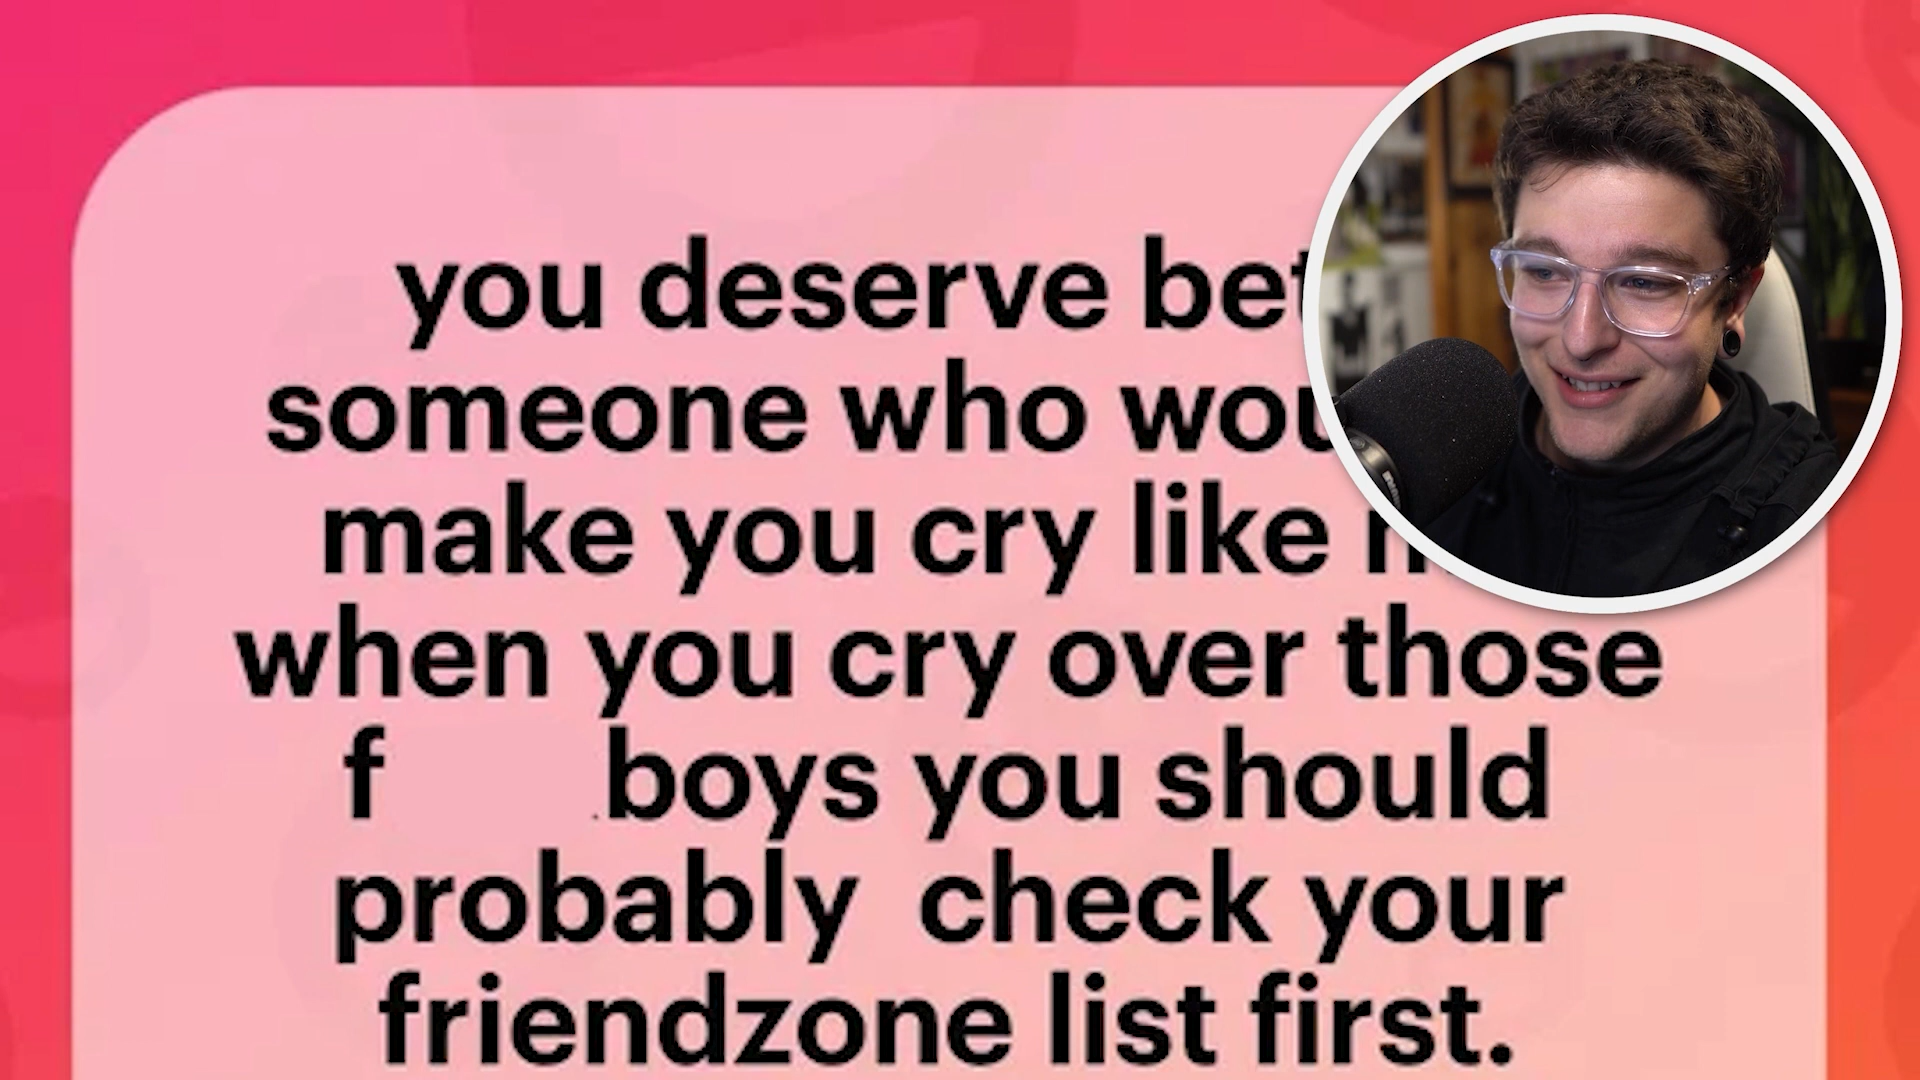 you deserve bet
someone who wou
make you cry like
when you cry over those
f boys you should
probably check your
friendzone list first.